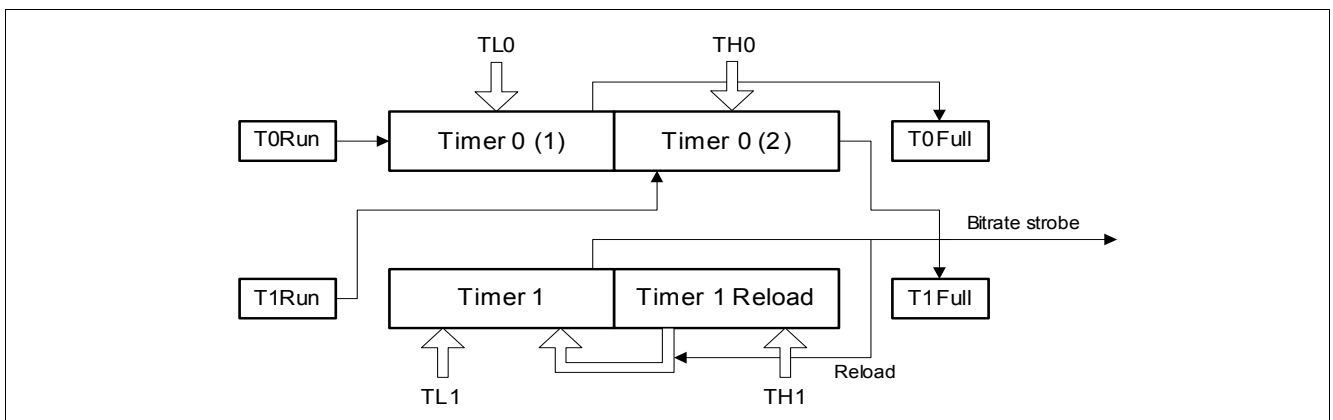 TL0
TH0
T0Run
Timer 0 (1)
Timer 0 (2)
T0Full
Bitrate strobe
T1Run
Timer 1
Timer 1 Reload
T1Full
Reload
TL1
TH1